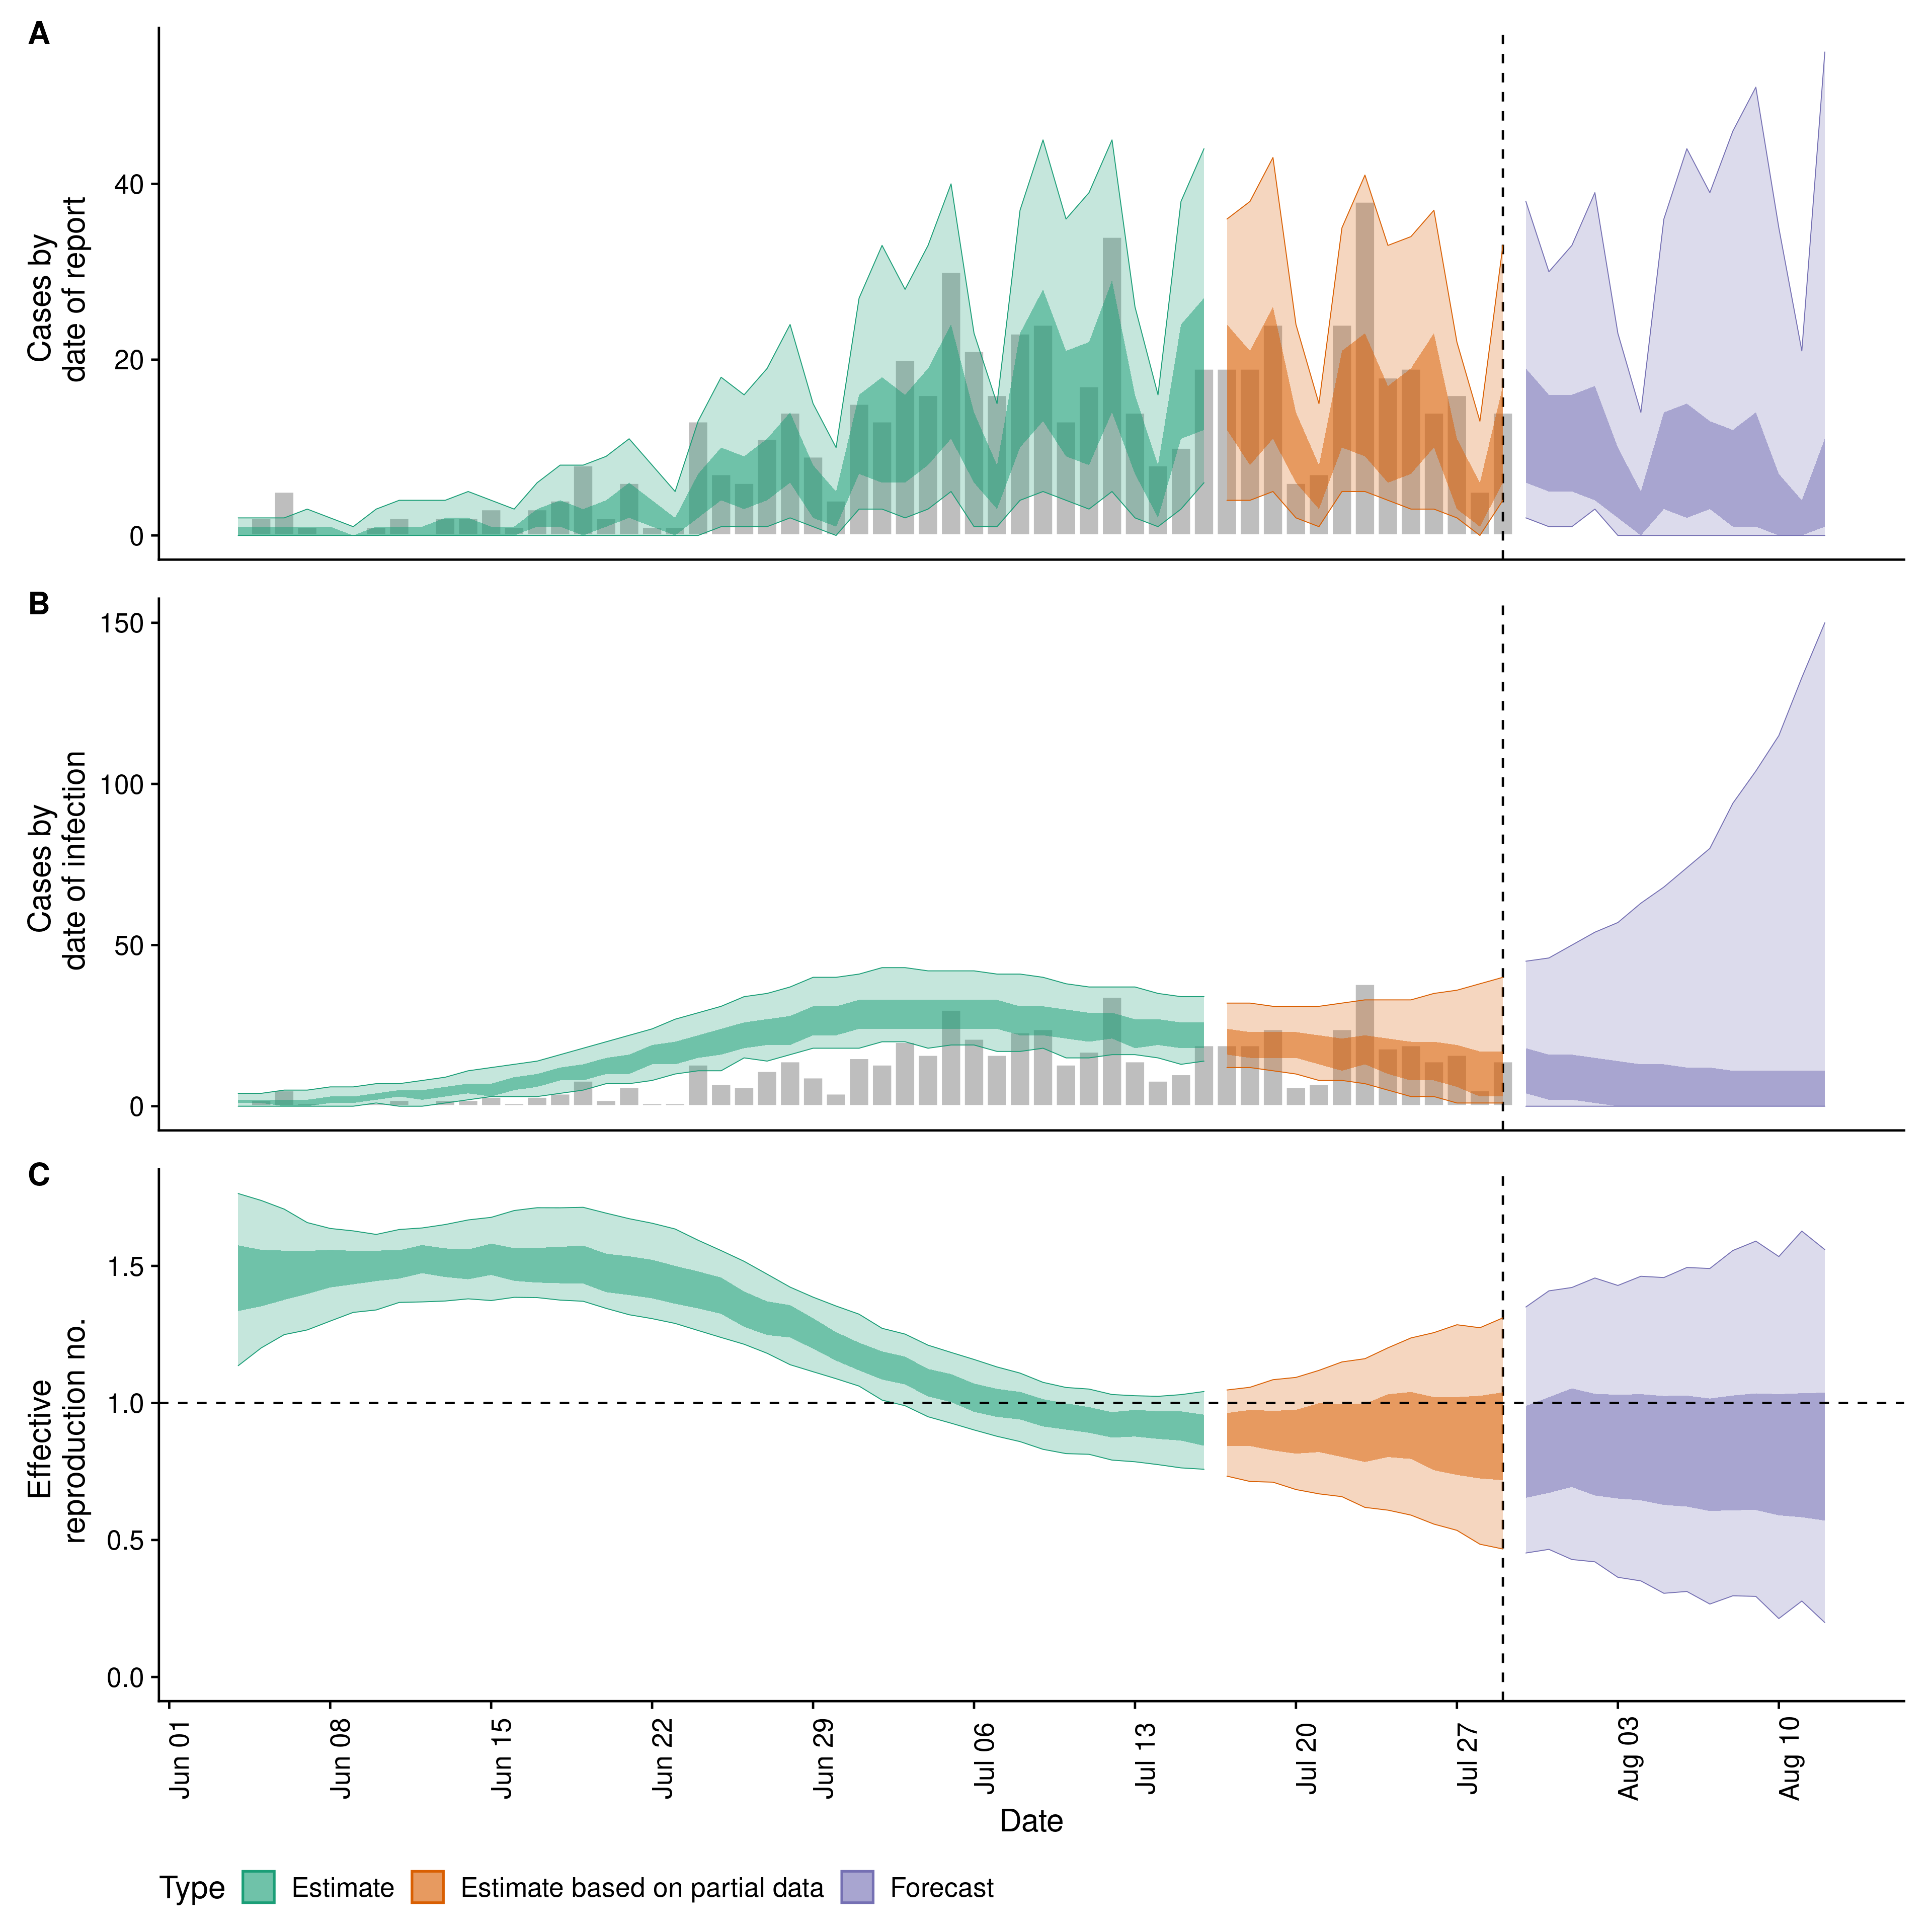 A
Cases by
date of report
40
20
0
B
Cases by
date of infection
150
100
50
0
C
Effective
reproduction no.
1.5
1.0
0.5
0.0
Jun 01
Jun 08
Jun 15
Jun 22
Jun 29
Jul 06
Jul 13
Jul 20
Jul 27
Aug 03
Aug 10
Date
Type Estimate Estimate based on partial data Forecast